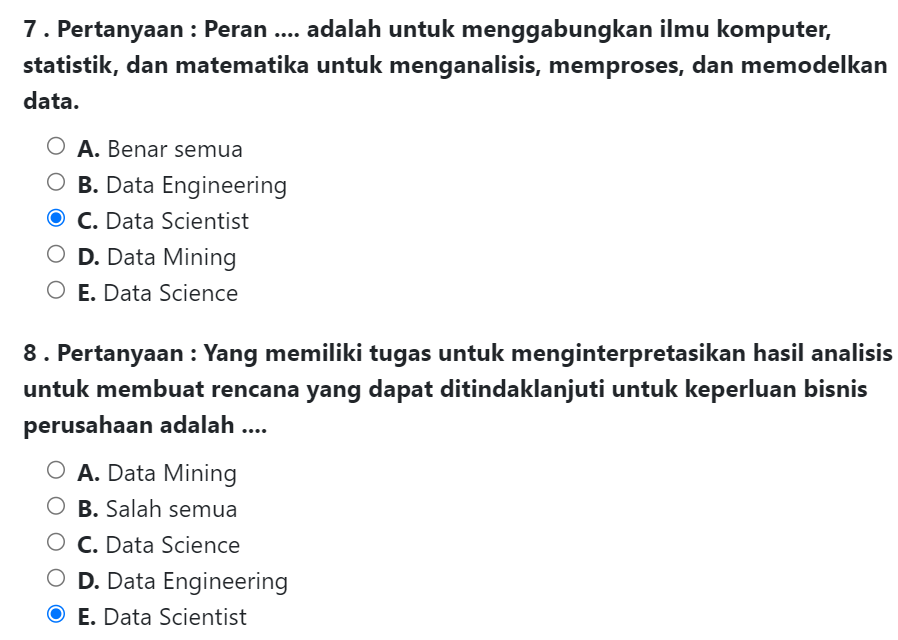 7 . Pertanyaan : Peran .... adalah untuk menggabungkan ilmu komputer,
statistik, dan matematika untuk menganalisis, memproses, dan memodelkan
data.
A. Benar semua
B. Data Engineering
C. Data Scientist
D. Data Mining
E. Data Science
8 . Pertanyaan : Yang memiliki tugas untuk menginterpretasikan hasil analisis
untuk membuat rencana yang dapat ditindaklanjuti untuk keperluan bisnis
perusahaan adalah ....
A. Data Mining
B. Salah semua
C. Data Science
D. Data Engineering
E. Data Scientist